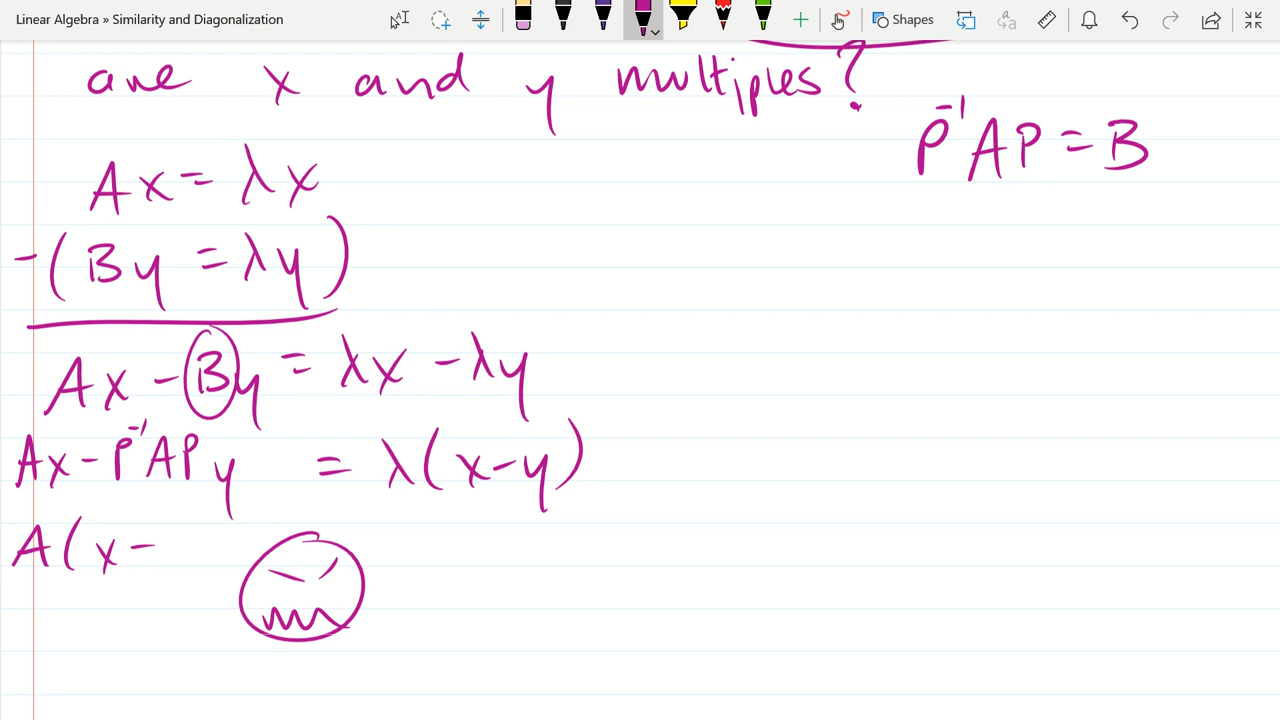 Linear Algebra » Similarity and Diagonalization
Shapes
are x and y multiples?
P⁻¹AP = B
Ax = λx
-(By = λy)
Ax - By = λx - λy
Ax - P⁻¹APy = λ(x-y)
A(x -